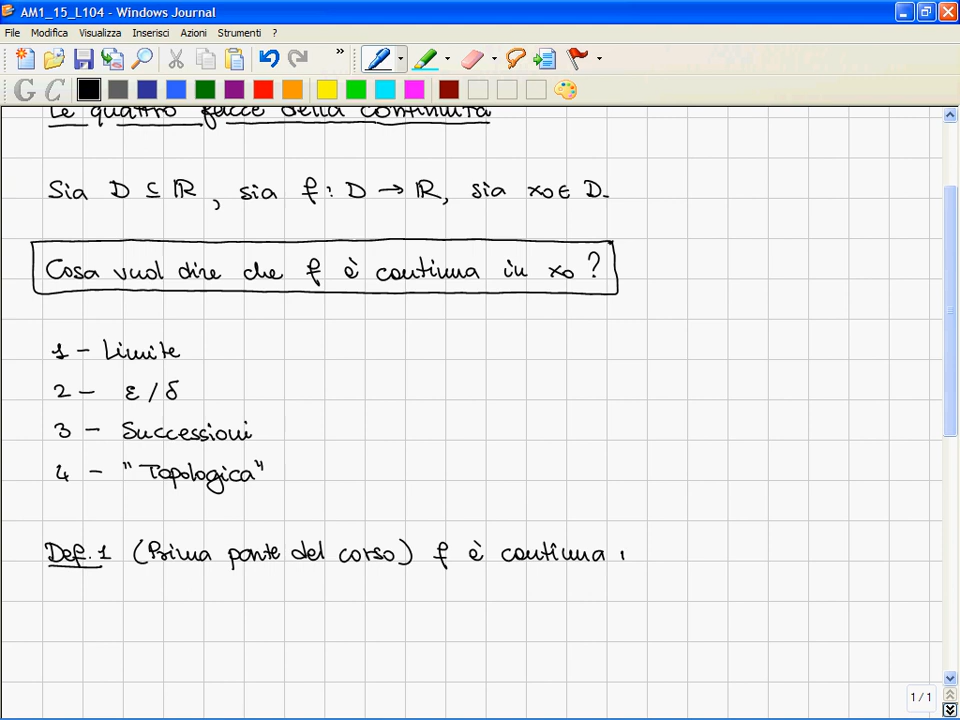 AM1_15_L104 - Windows Journal
File Modifica Visualizza Inserisci Azioni Strumenti ?
G C
Le quattro facce della continuità
Sia D ⊆ ℝ, sia f: D → ℝ, sia x0 ∈ D.
Cosa vuol dire che f è continua in x0 ?
1 - Limite
2 - ε/δ
3 - Successioni
4 - "Topologica"
Def. 1 (Prima parte del corso) f è continua
1 / 1